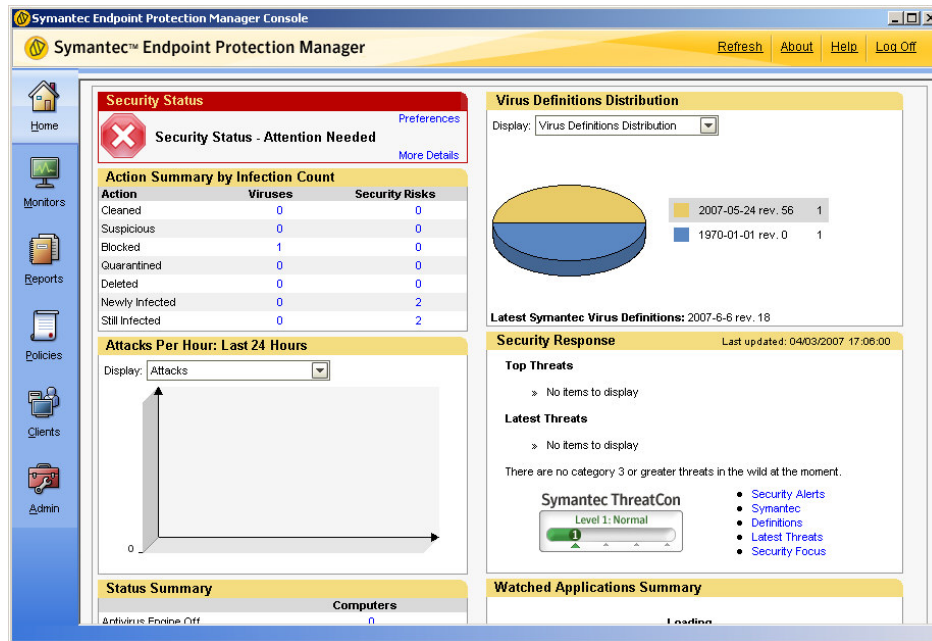 Symantec Endpoint Protection Manager Console
Symantec™ Endpoint Protection Manager
Refresh About Help Log Off
Home
Monitors
Reports
Policies
Clients
Admin
Security Status
Preferences
Security Status - Attention Needed
More Details
Action Summary by Infection Count
Action Viruses Security Risks
Cleaned 0 0
Suspicious 0 0
Blocked 1 0
Quarantined 0 0
Deleted 0 0
Newly Infected 0 2
Still Infected 0 2
Attacks Per Hour: Last 24 Hours
Display: Attacks
0
Status Summary
Computers
Antivirus Engine Off 0
Virus Definitions Distribution
Display: Virus Definitions Distribution
2007-05-24 rev. 56 1
1970-01-01 rev. 0 1
Latest Symantec Virus Definitions: 2007-6-6 rev. 18
Security Response Last updated: 04/03/2007 17:06:00
Top Threats
» No items to display
Latest Threats
» No items to display
There are no category 3 or greater threats in the wild at the moment.
Symantec ThreatCon
Level 1: Normal
1
• Security Alerts
• Symantec
• Definitions
• Latest Threats
• Security Focus
Watched Applications Summary
Loading